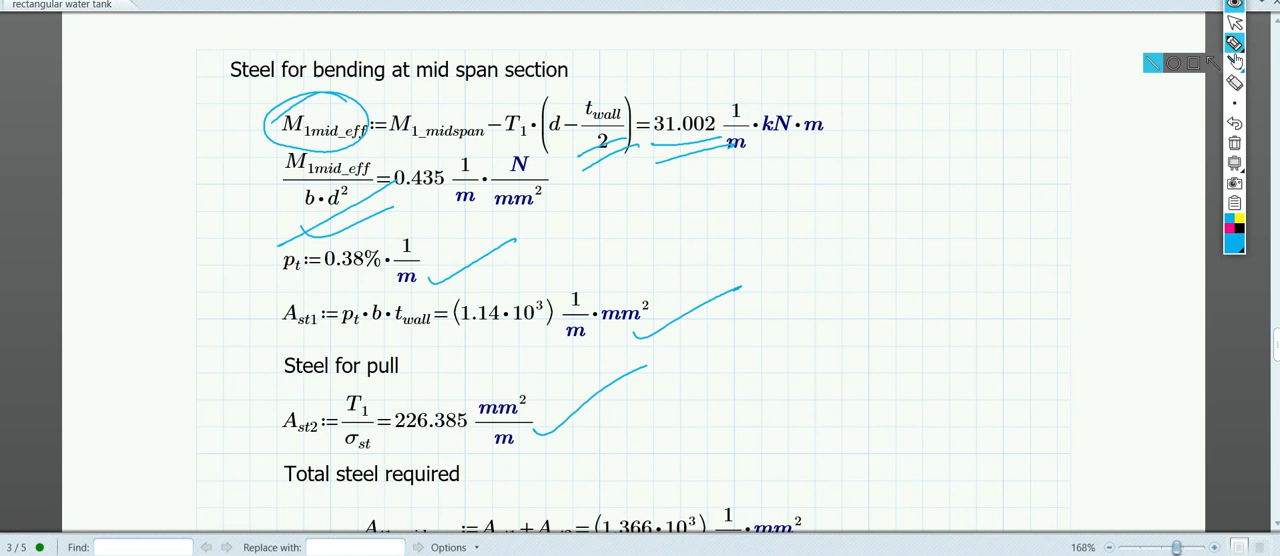 rectangular water tank
Steel for bending at mid span section
M1mid_eff:=M1_midspan−T1·(d−twall/2)=31.002 1/m·kN·m
M1mid_eff/b·d²=0.435 1/m·N/mm²
pt:=0.38%·1/m
Ast1:=pt·b·twall=(1.14·10³) 1/m·mm²
Steel for pull
Ast2:=T1/σst=226.385 mm²/m
Total steel required
=(1.366·10³) 1/m·mm²
3 / 5 Find: Replace with: Options 168%